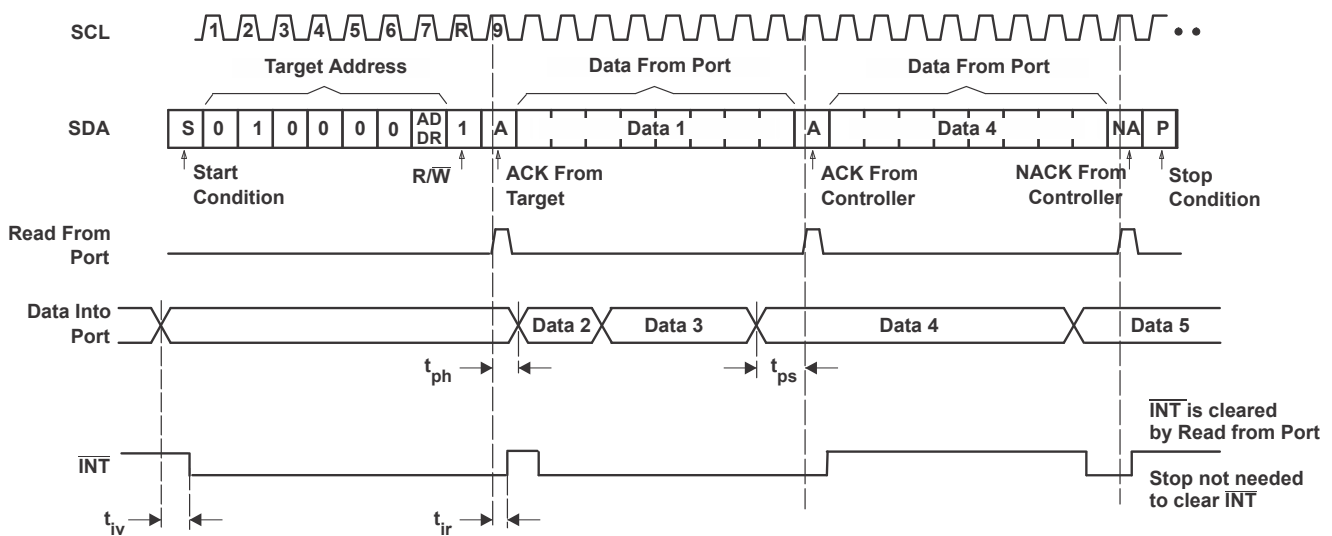 SCL
1 2 3 4 5 6 7 R 9
Target Address
Data From Port
Data From Port
SDA
S 0 1 0 0 0 0 AD DR 1 A Data 1 A Data 4 NA P
Start
Condition
R/W
ACK From
Target
ACK From
Controller
NACK From
Controller
Stop
Condition
Read From
Port
Data Into
Port
Data 2
Data 3
Data 4
Data 5
tph
tps
INT
INT is cleared
by Read from Port
Stop not needed
to clear INT
tiv
tir